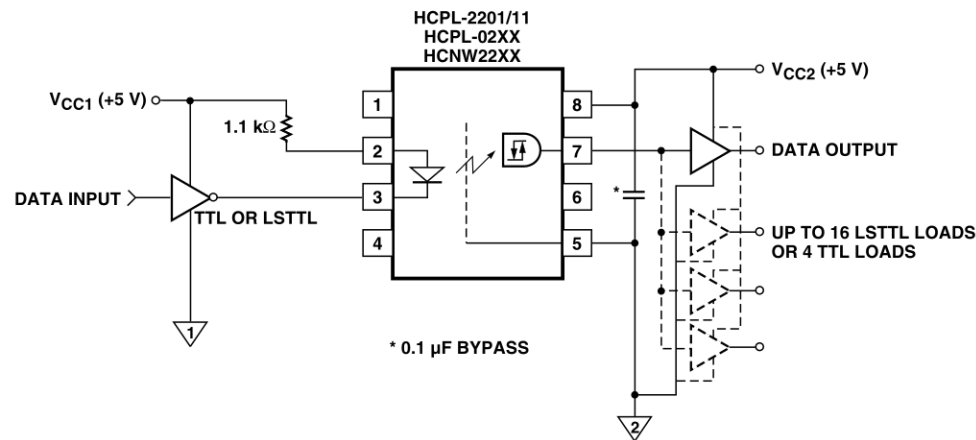 HCPL-2201/11
HCPL-02XX
HCNW22XX
VCC1 (+5 V)
1.1 kΩ
DATA INPUT
TTL OR LSTTL
1
1
2
3
4
8
7
6
5
*
* 0.1 µF BYPASS
VCC2 (+5 V)
DATA OUTPUT
UP TO 16 LSTTL LOADS
OR 4 TTL LOADS
2